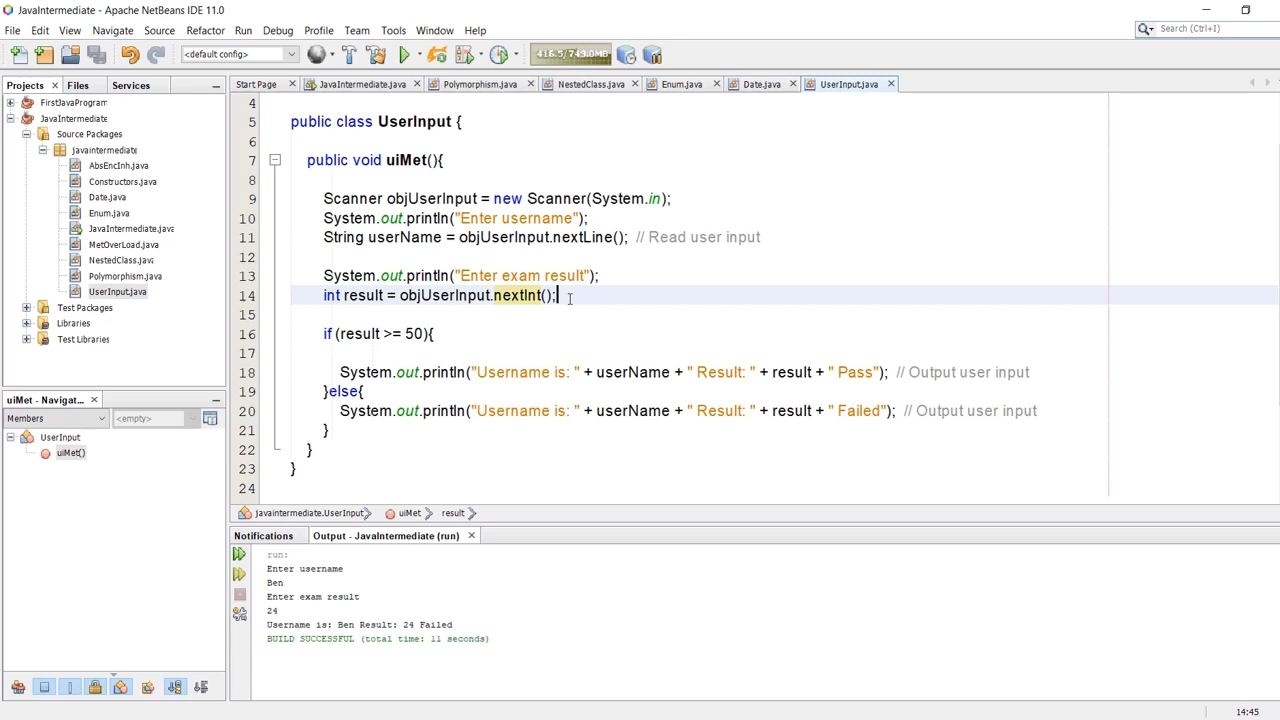 JavaIntermediate - Apache NetBeans IDE 11.0
File Edit View Navigate Source Refactor Run Debug Profile Team Tools Window Help
Search (Ctrl+I)
<default config>
416.5/749.0MB
Projects Files Services
Start Page JavaIntermediate.java Polymorphism.java NestedClass.java Enum.java Date.java UserInput.java
FirstJavaProgram
JavaIntermediate
Source Packages
javaintermediate
AbsEncInh.java
Constructors.java
Date.java
Enum.java
JavaIntermediate.java
MetOverLoad.java
NestedClass.java
Polymorphism.java
UserInput.java
Test Packages
Libraries
Test Libraries
uiMet - Navigat...
Members <empty>
UserInput
uiMet()
4
5 public class UserInput {
6
7 public void uiMet(){
8
9 Scanner objUserInput = new Scanner(System.in);
10 System.out.println("Enter username");
11 String userName = objUserInput.nextLine(); // Read user input
12
13 System.out.println("Enter exam result");
14 int result = objUserInput.nextInt();
15
16 if (result >= 50){
17
18 System.out.println("Username is: " + userName + " Result: " + result + " Pass"); // Output user input
19 }else{
20 System.out.println("Username is: " + userName + " Result: " + result + " Failed"); // Output user input
21 }
22 }
23 }
24
javaintermediate.UserInput uiMet result
Notifications Output - JavaIntermediate (run)
run:
Enter username
Ben
Enter exam result
24
Username is: Ben Result: 24 Failed
BUILD SUCCESSFUL (total time: 11 seconds)
14:45